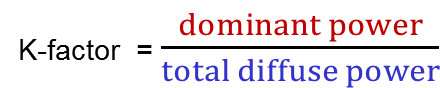 dominant power
K-factor =
total diffuse power